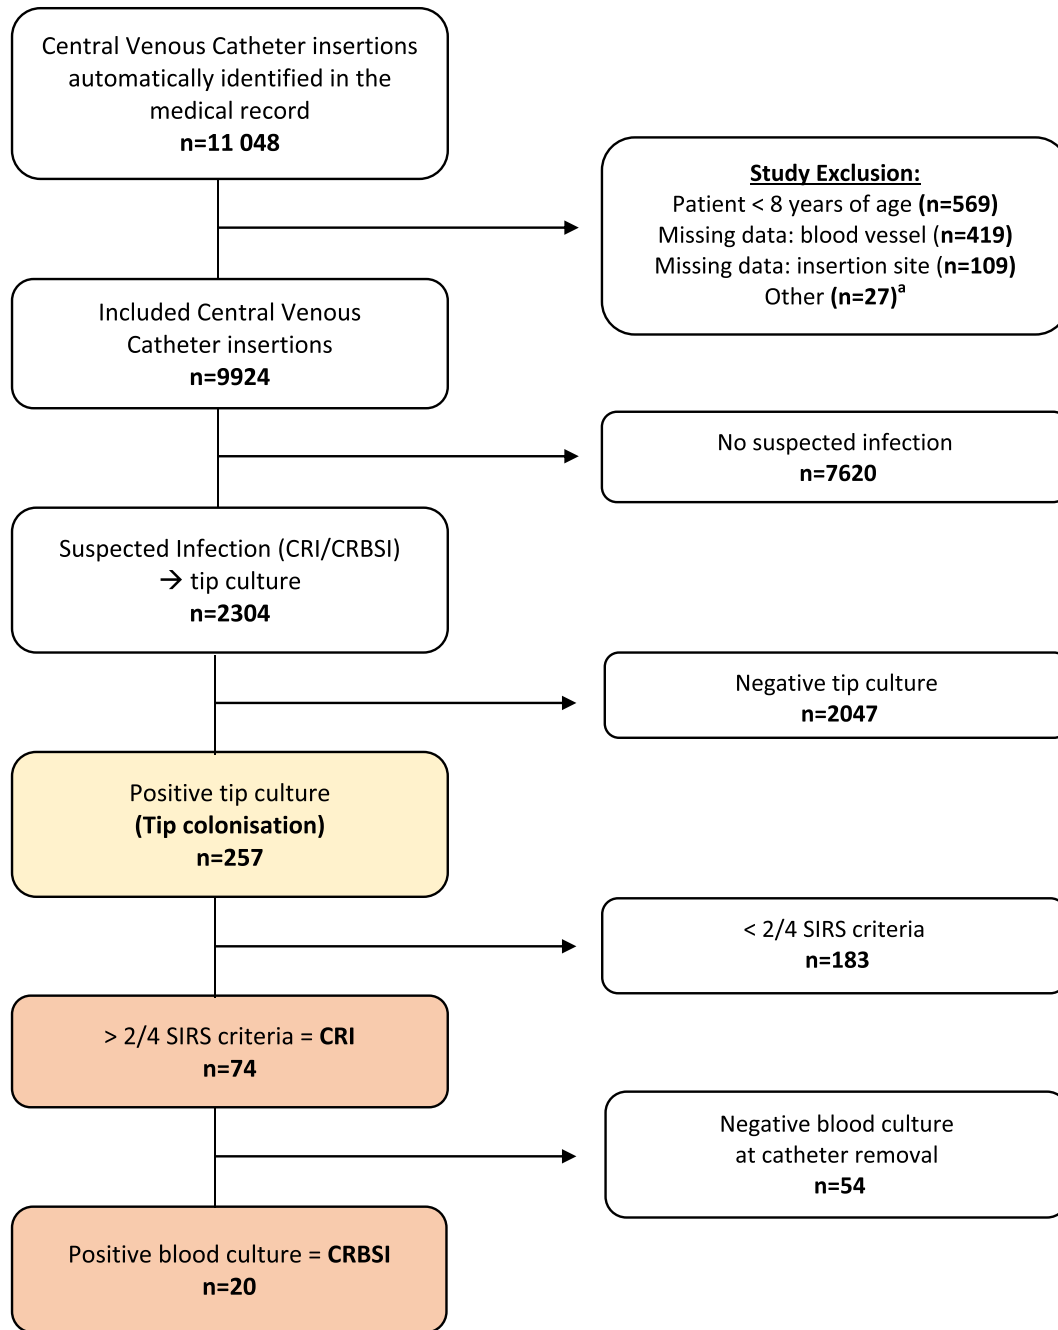 Central Venous Catheter insertions
automatically identified in the
medical record
n=11 048
Study Exclusion:
Patient < 8 years of age (n=569)
Missing data: blood vessel (n=419)
Missing data: insertion site (n=109)
Other (n=27)a
Included Central Venous
Catheter insertions
n=9924
No suspected infection
n=7620
Suspected Infection (CRI/CRBSI)
→ tip culture
n=2304
Negative tip culture
n=2047
Positive tip culture
(Tip colonisation)
n=257
< 2/4 SIRS criteria
n=183
> 2/4 SIRS criteria = CRI
n=74
Negative blood culture
at catheter removal
n=54
Positive blood culture = CRBSI
n=20